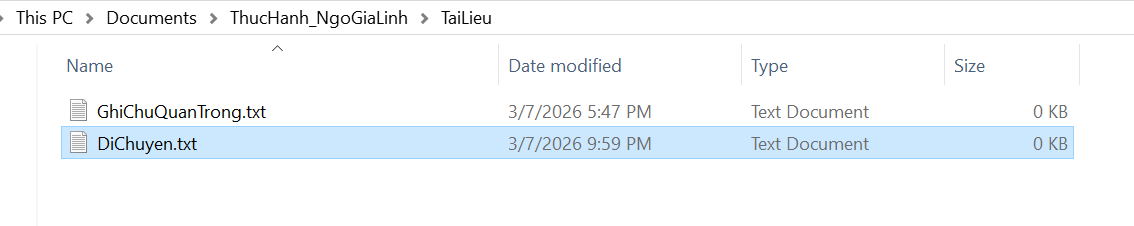 This PC > Documents > ThucHanh_NgoGiaLinh > TaiLieu
Name Date modified Type Size
GhiChuQuanTrong.txt 3/7/2026 5:47 PM Text Document 0 KB
DiChuyen.txt 3/7/2026 9:59 PM Text Document 0 KB